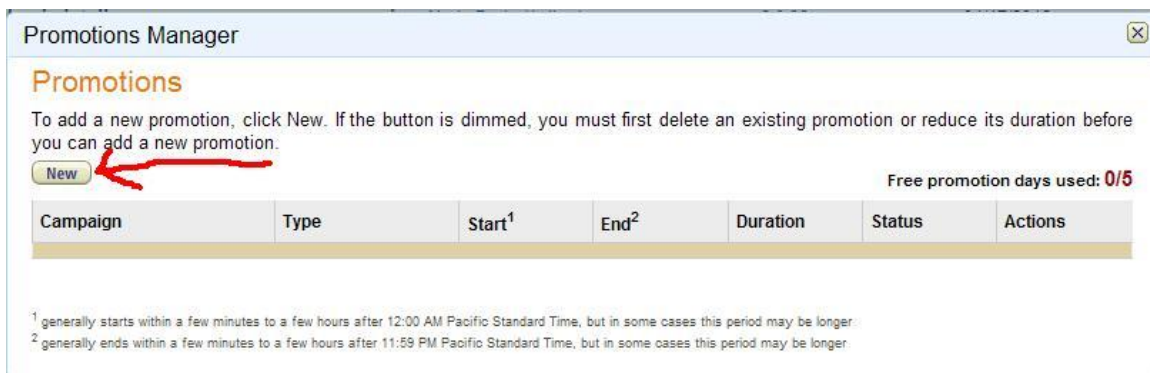 Promotions Manager
Promotions
To add a new promotion, click New. If the button is dimmed, you must first delete an existing promotion or reduce its duration before
you can add a new promotion.
New
Free promotion days used: 0/5
Campaign Type Start1 End2 Duration Status Actions
1 generally starts within a few minutes to a few hours after 12:00 AM Pacific Standard Time, but in some cases this period may be longer
2 generally ends within a few minutes to a few hours after 11:59 PM Pacific Standard Time, but in some cases this period may be longer